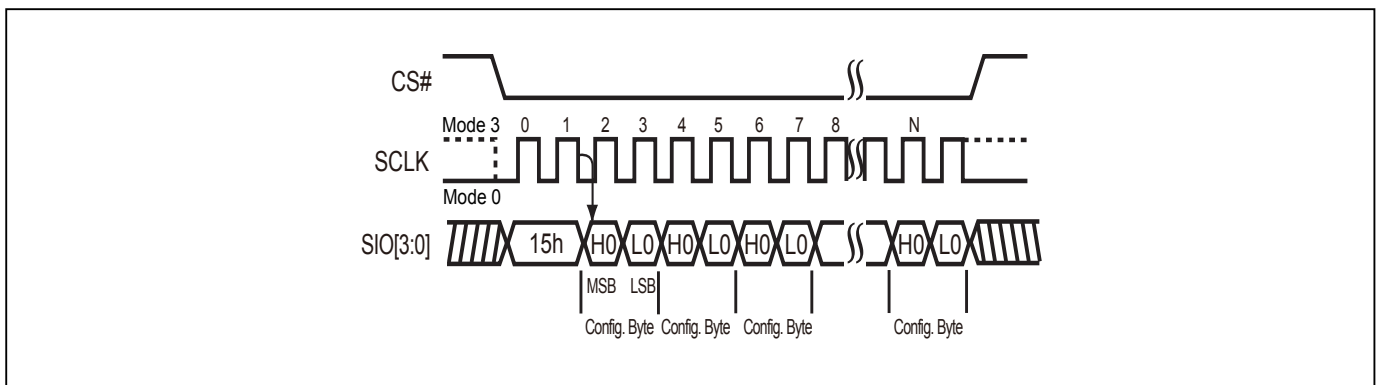 CS#
Mode 3 0 1 2 3 4 5 6 7 8 N
SCLK
Mode 0
SIO[3:0] 15h H0 L0 H0 L0 H0 L0 H0 L0
MSB LSB
Config. Byte Config. Byte Config. Byte Config. Byte